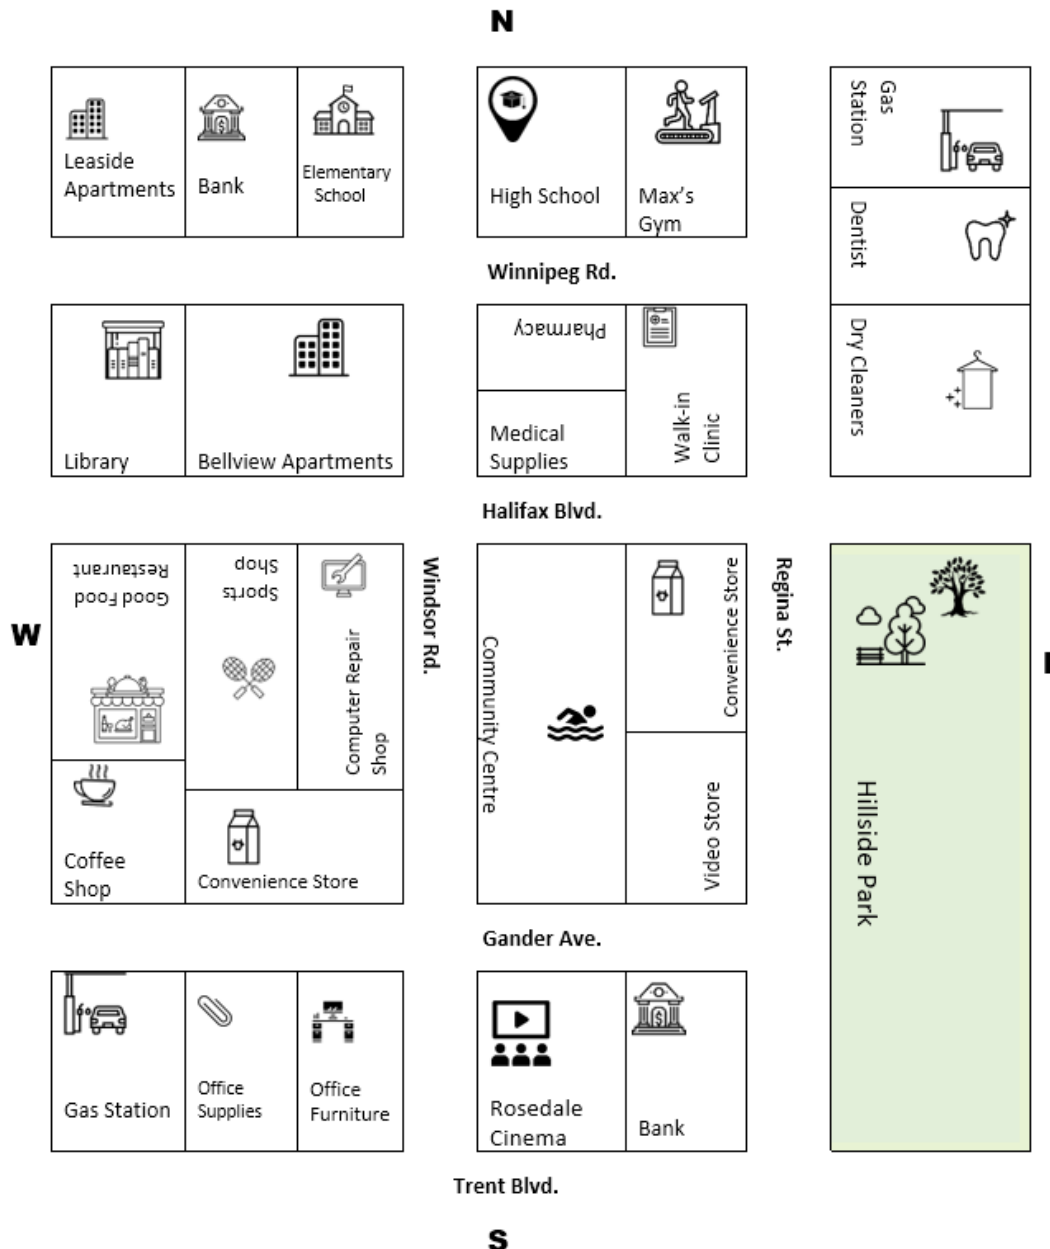 N
Leaside
Apartments
Bank
Elementary
School
High School
Max's
Gym
Gas
Station
Winnipeg Rd.
Dentist
Library
Bellview Apartments
Pharmacy
Medical
Supplies
Walk-in
Clinic
Dry Cleaners
Halifax Blvd.
Good Food
Restaurant
Sports
Shop
Computer Repair
Shop
Windsor Rd.
Community Centre
Convenience Store
Regina St.
W
Coffee
Shop
Convenience Store
Video Store
Hillside Park
Gander Ave.
Gas Station
Office
Supplies
Office
Furniture
Rosedale
Cinema
Bank
Trent Blvd.
S